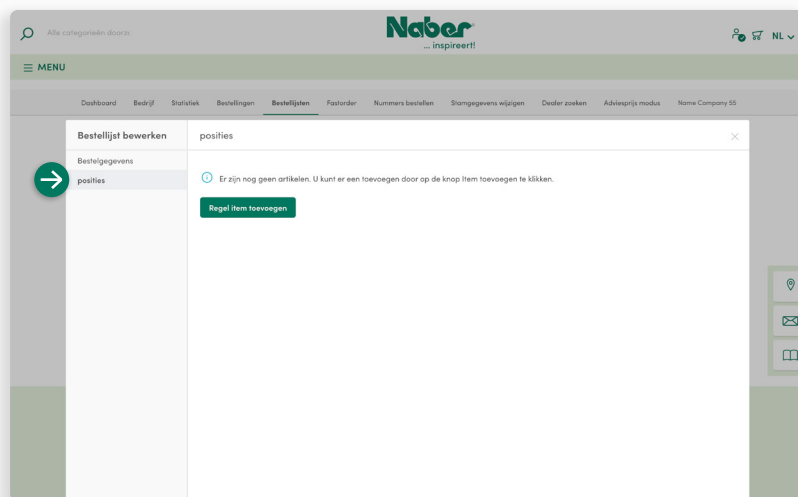 Alle categorieën doorzi
Naber
... inspireert!
NL
MENU
Dashboard Bedrijf Statistiek Bestellingen Bestellijsten Fastorder Nummers bestellen Stamgegevens wijzigen Dealer zoeken Adviesprijs modus Name Company 55
Bestellijst bewerken
posities
Bestelgegevens
posities
Er zijn nog geen artikelen. U kunt er een toevoegen door op de knop Item toevoegen te klikken.
Regel item toevoegen